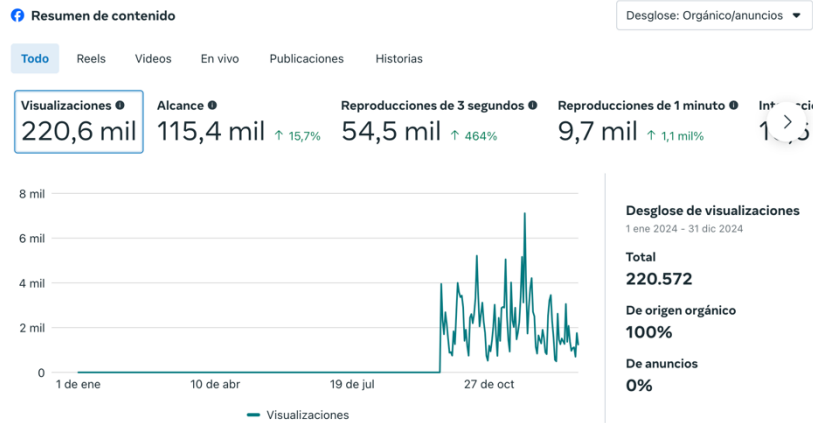 Resumen de contenido
Desglose: Orgánico/anuncios
Todo Reels Videos En vivo Publicaciones Historias
Visualizaciones Alcance Reproducciones de 3 segundos Reproducciones de 1 minuto
220,6 mil 115,4 mil ↑ 15,7% 54,5 mil ↑ 464% 9,7 mil ↑ 1,1 mil%
8 mil
6 mil
4 mil
2 mil
0
1 de ene 10 de abr 19 de jul 27 de oct
Visualizaciones
Desglose de visualizaciones
1 ene 2024 - 31 dic 2024
Total
220.572
De origen orgánico
100%
De anuncios
0%